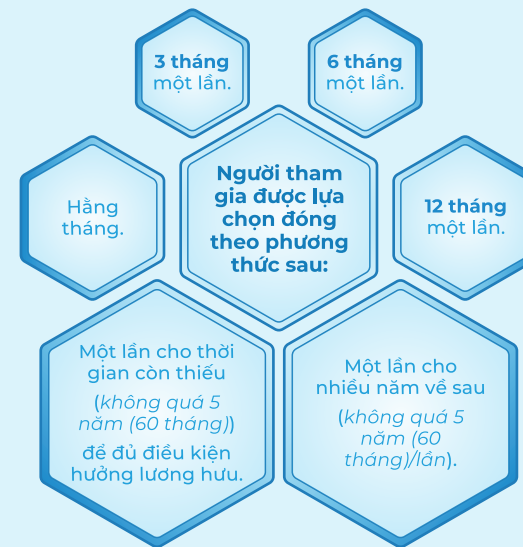 3 tháng
một lần.
6 tháng
một lần.
Người tham
gia được lựa
chọn đóng
theo phương
thức sau:
Hằng
tháng.
12 tháng
một lần.
Một lần cho thời
gian còn thiếu
(không quá 5
năm (60 tháng))
để đủ điều kiện
hưởng lương hưu.
Một lần cho
nhiều năm về sau
(không quá 5
năm (60
tháng)/lần).